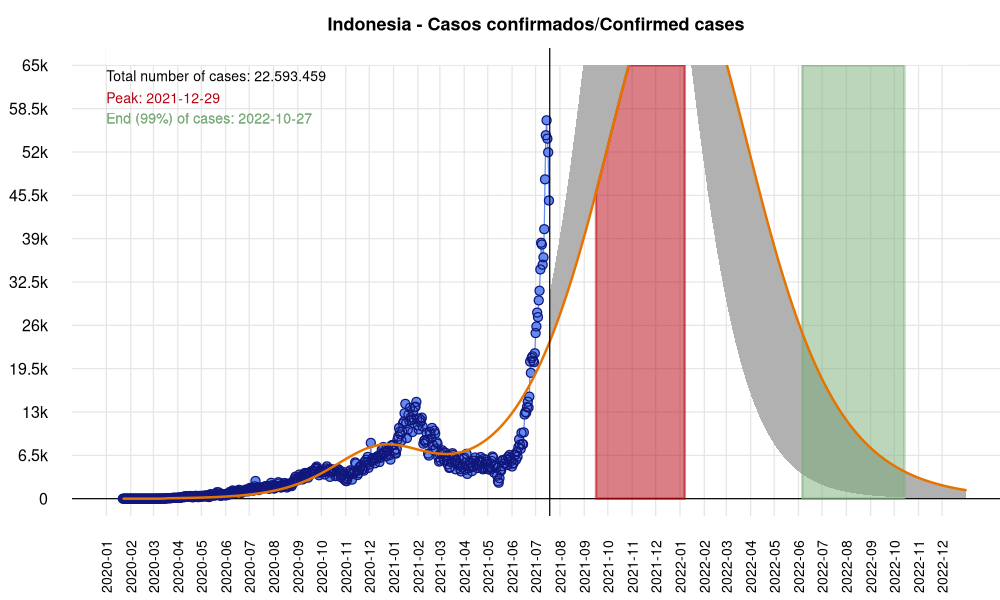 Indonesia - Casos confirmados/Confirmed cases
Total number of cases: 22.593.459
Peak: 2021-12-29
End (99%) of cases: 2022-10-27
65k
58.5k
52k
45.5k
39k
32.5k
26k
19.5k
13k
6.5k
0
2020-01
2020-02
2020-03
2020-04
2020-05
2020-06
2020-07
2020-08
2020-09
2020-10
2020-11
2020-12
2021-01
2021-02
2021-03
2021-04
2021-05
2021-06
2021-07
2021-08
2021-09
2021-10
2021-11
2021-12
2022-01
2022-02
2022-03
2022-04
2022-05
2022-06
2022-07
2022-08
2022-09
2022-10
2022-11
2022-12